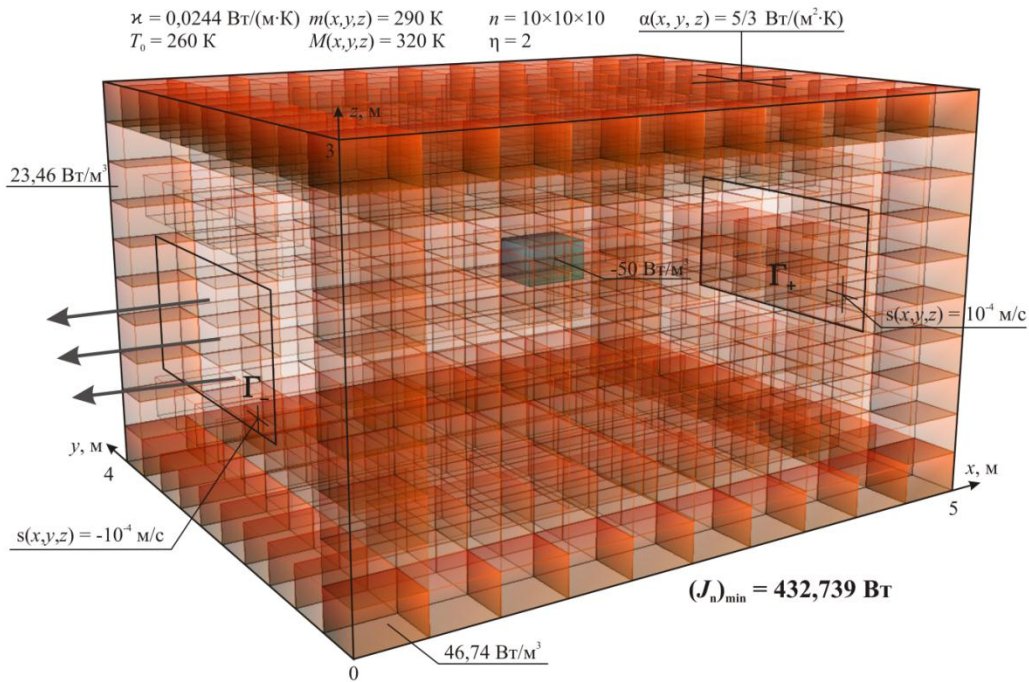 ϰ = 0,0244 Вт/(м·К) m(x,y,z) = 290 К n = 10×10×10 α(x, y, z) = 5/3 Вт/(м²·К)
T₀ = 260 К M(x,y,z) = 320 К η = 2
z, м
3
23,46 Вт/м³
-50 Вт/м³
Γ₊
s(x,y,z) = 10⁻⁴ м/с
Γ₋
y, м
4
x, м
5
s(x,y,z) = -10⁻⁴ м/с
(Jₙ)ₘᵢₙ = 432,739 Вт
46,74 Вт/м³
0